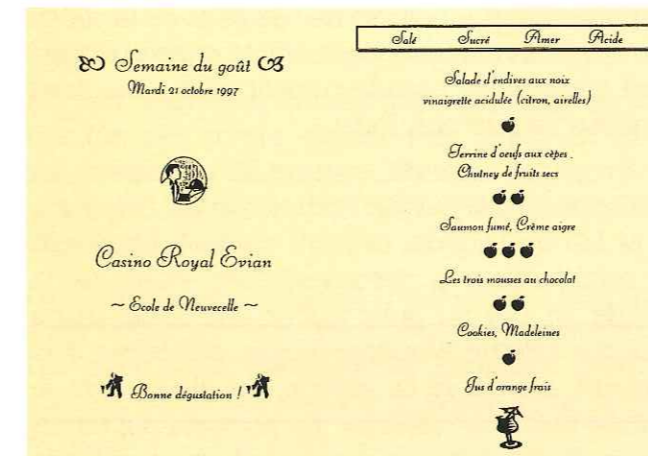 Semaine du goût
Mardi 21 octobre 1997
Casino Royal Evian
~ Ecole de Neuvecelle ~
Bonne dégustation !
Salé Sucré Amer Acide
Salade d'endives aux noix
vinaigrette acidulée (citron, airelles)
Terrine d'oeufs aux cèpes.
Chutney de fruits secs
Saumon fumé, Crème aigre
Les trois mousses au chocolat
Cookies, Madeleines
Jus d'orange frais